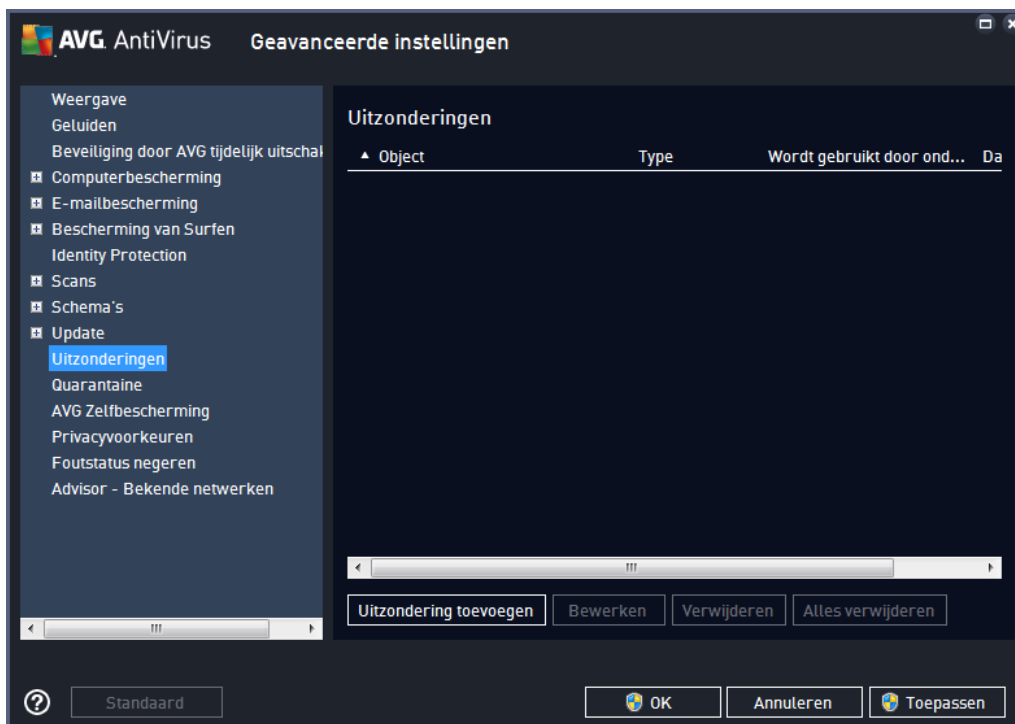 AVG. AntiVirus Geavanceerde instellingen
Weergave
Geluiden
Beveiliging door AVG tijdelijk uitschak
Computerbescherming
E-mailbescherming
Bescherming van Surfen
Identity Protection
Scans
Schema's
Update
Uitzonderingen
Quarantaine
AVG Zelfbescherming
Privacyvoorkeuren
Foutstatus negeren
Advisor - Bekende netwerken
Uitzonderingen
Object Type Wordt gebruikt door ond... Da
Uitzondering toevoegen Bewerken Verwijderen Alles verwijderen
? Standaard OK Annuleren Toepassen